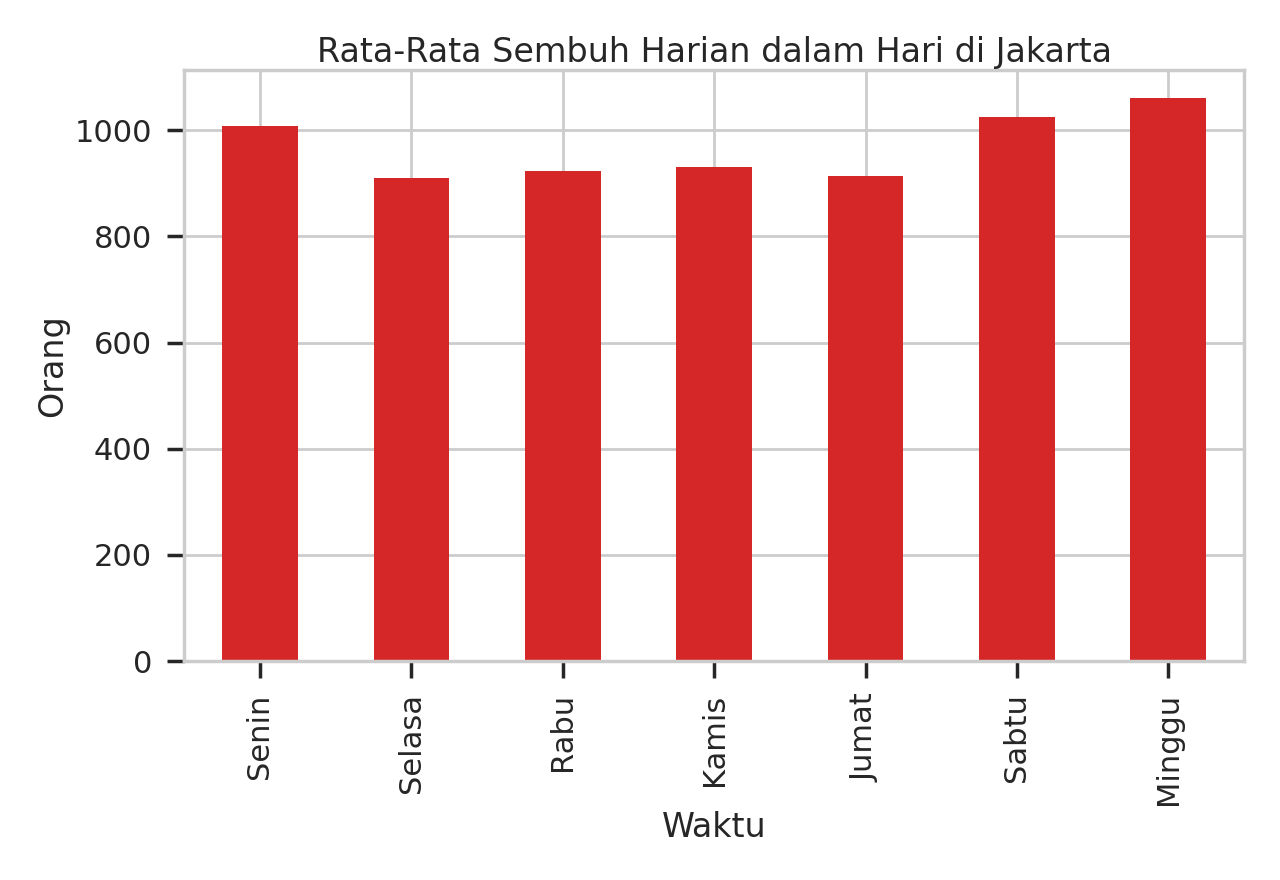 Rata-Rata Sembuh Harian dalam Hari di Jakarta
Orang
1000
800
600
400
200
0
Senin
Selasa
Rabu
Kamis
Jumat
Sabtu
Minggu
Waktu